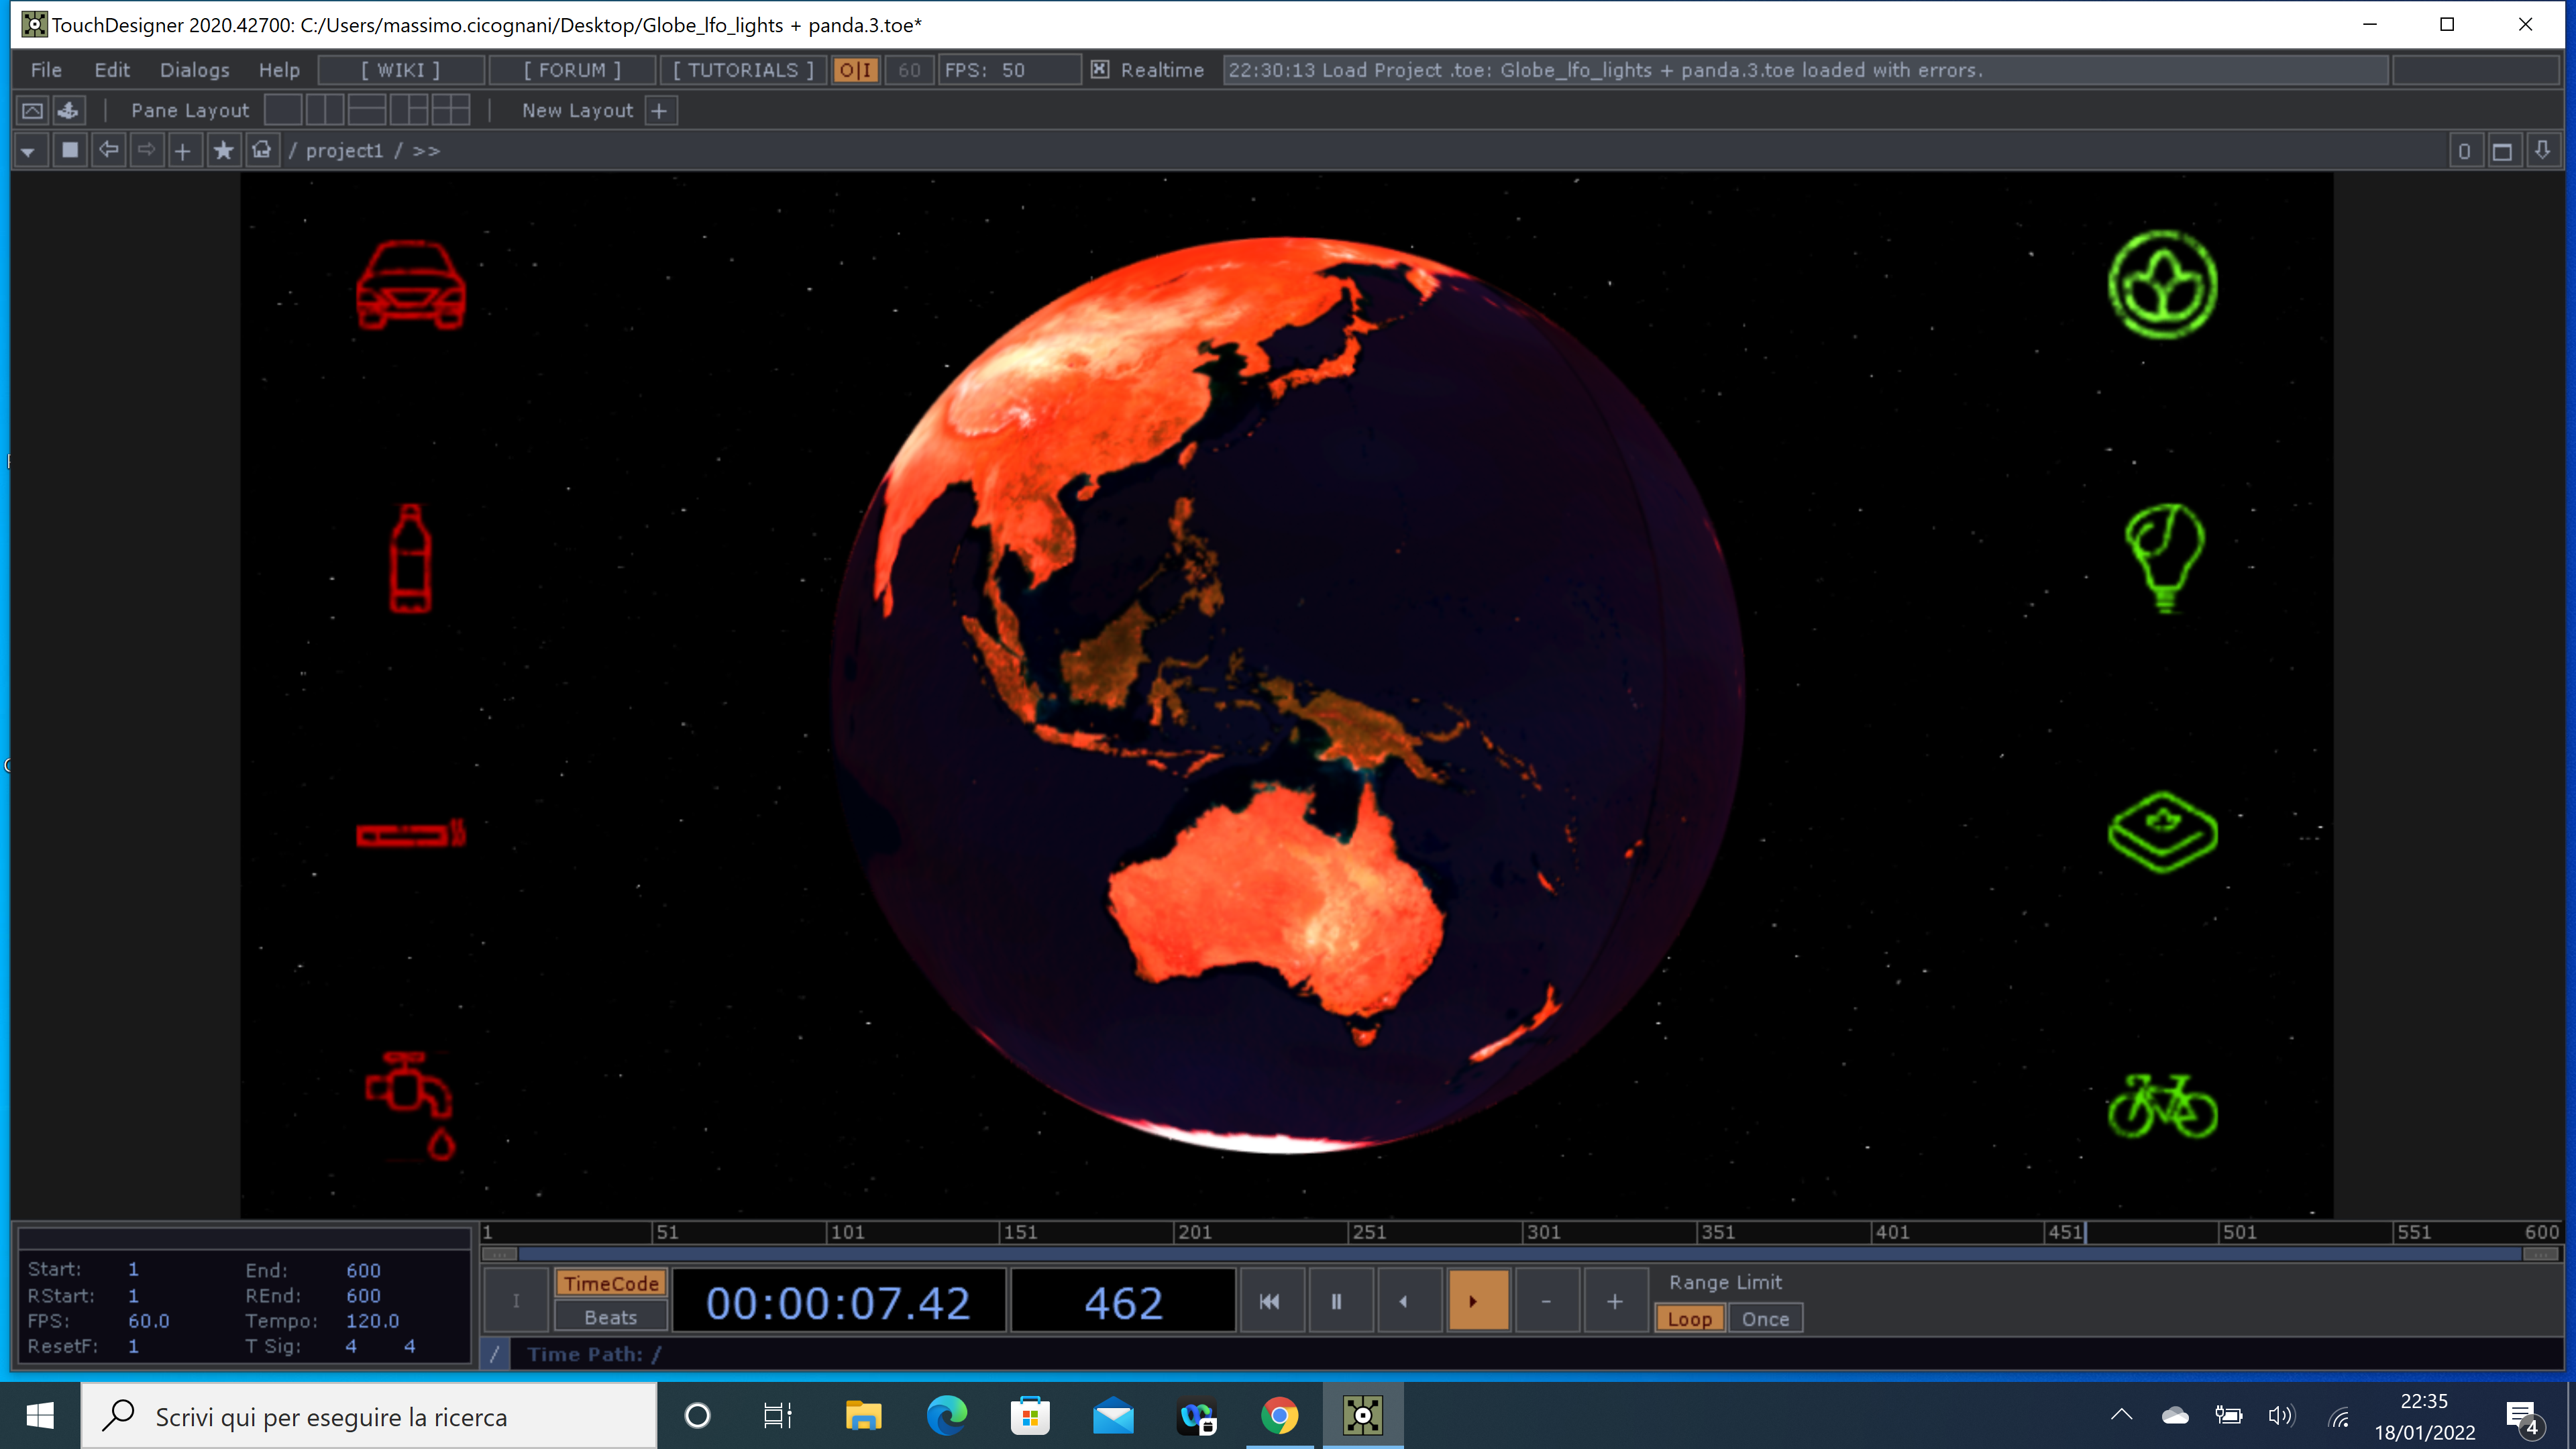 TouchDesigner 2020.42700: C:/Users/massimo.cicognani/Desktop/Globe_lfo_lights + panda.3.toe*
File Edit Dialogs Help [ WIKI ] [ FORUM ] [ TUTORIALS ] O|I 60 FPS: 50 Realtime 22:30:13 Load Project .toe: Globe_lfo_lights + panda.3.toe loaded with errors.
Pane Layout New Layout +
/ project1 / >> 0
1 51 101 151 201 251 301 351 401 451 501 551 600
Start: 1 End: 600
RStart: 1 REnd: 600
FPS: 60.0 Tempo: 120.0
ResetF: 1 T Sig: 4 4
I TimeCode 00:00:07.42 462 - + Range Limit
Beats Loop Once
/ Time Path: /
Scrivi qui per eseguire la ricerca
22:35
18/01/2022
4